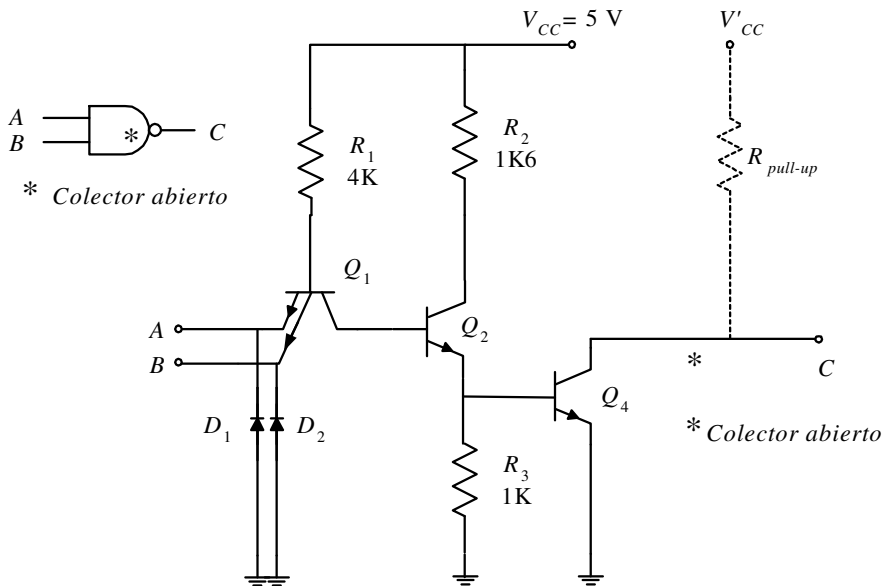 V_CC = 5 V
V'_CC
A
B
*
C
* Colector abierto
R_1
4K
R_2
1K6
R_pull-up
Q_1
A
B
Q_2
*
C
D_1
D_2
Q_4
* Colector abierto
R_3
1K